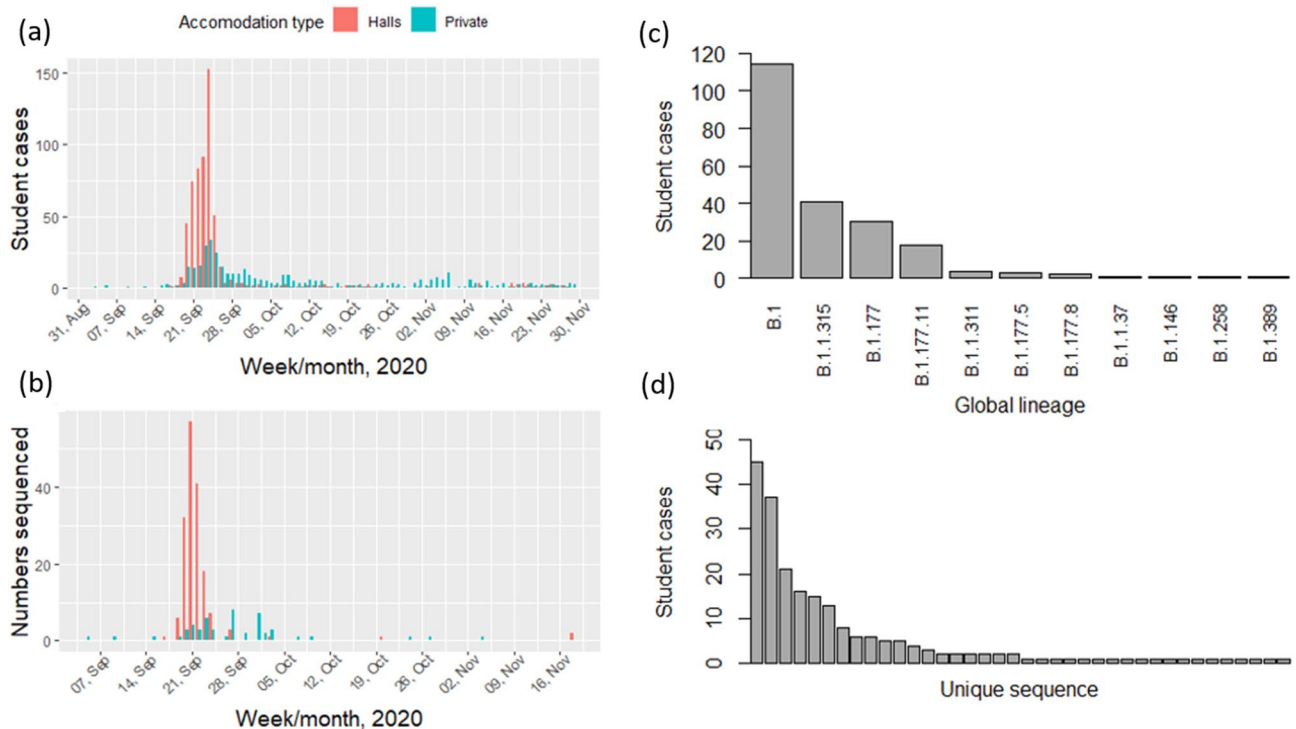 (a)
Accomodation type Halls Private
Student cases
150
100
50
0
31, Aug 07, Sep 14, Sep 21, Sep 28, Sep 05, Oct 12, Oct 19, Oct 26, Oct 02, Nov 09, Nov 16, Nov 23, Nov 30, Nov
Week/month, 2020
(b)
Numbers sequenced
40
20
0
07, Sep 14, Sep 21, Sep 28, Sep 05, Oct 12, Oct 19, Oct 26, Oct 02, Nov 09, Nov 16, Nov
Week/month, 2020
(c)
Student cases
120
100
80
60
40
20
0
B.1 B.1.1.315 B.1.177 B.1.177.11 B.1.1.311 B.1.177.5 B.1.177.8 B.1.1.37 B.1.146 B.1.258 B.1.389
Global lineage
(d)
Student cases
50
40
30
20
10
0
Unique sequence